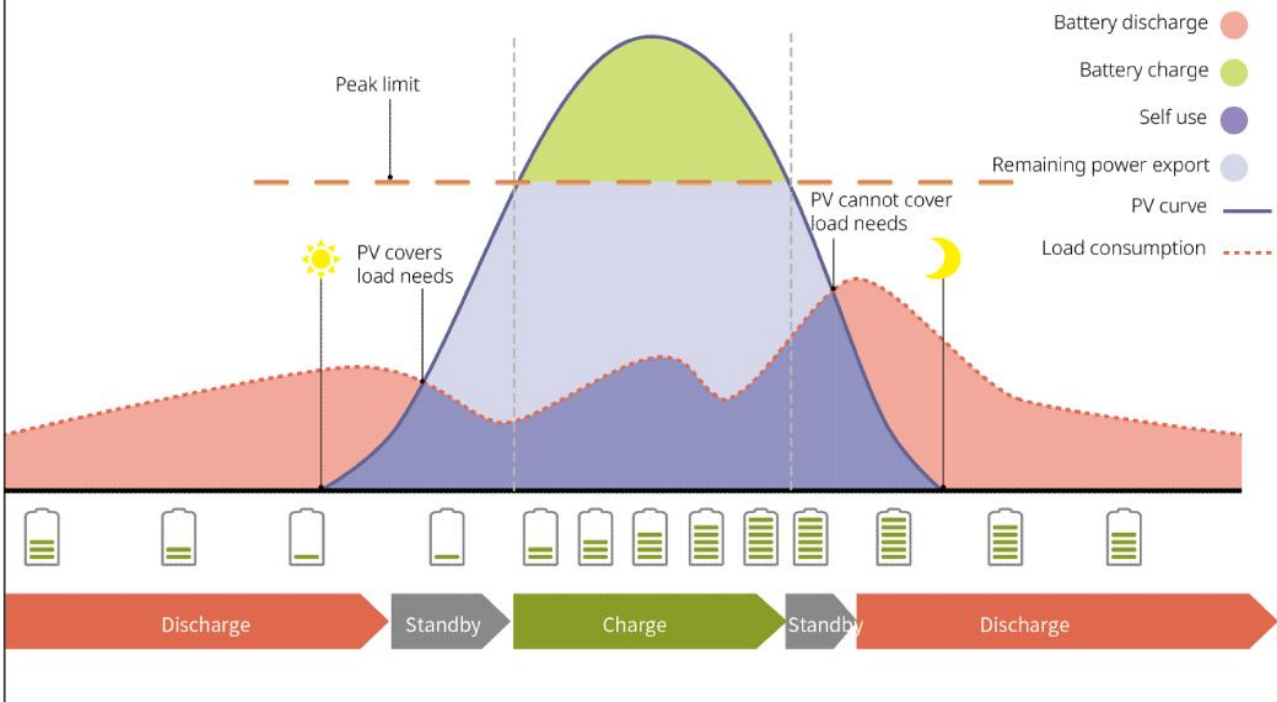 Battery discharge
Battery charge
Self use
Remaining power export
PV curve
Load consumption
Peak limit
PV covers
load needs
PV cannot cover
load needs
Discharge
Standby
Charge
Standby
Discharge